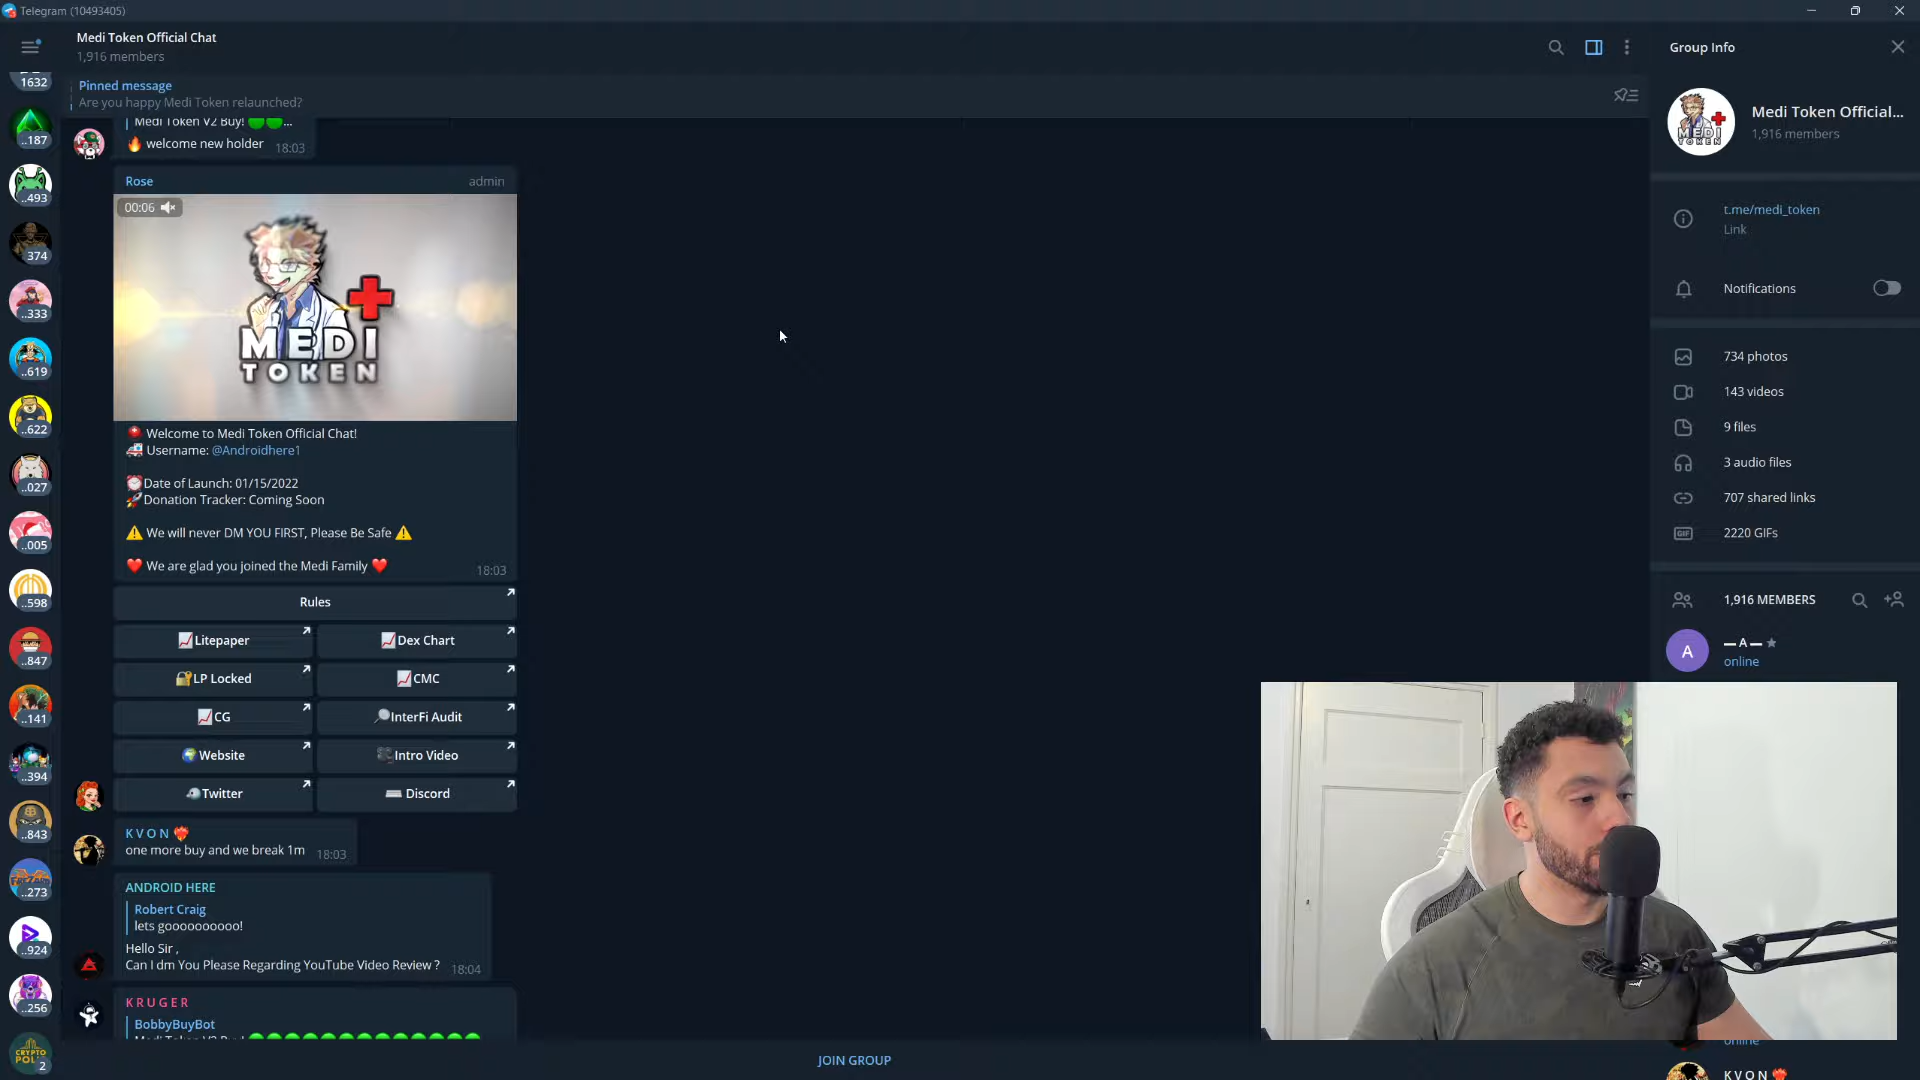 Telegram (10493405)
Medi Token Official Chat
1,916 members
Pinned message
Are you happy Medi Token relaunched?
1632
..187
..493
374
..333
..619
..622
..027
..005
..598
..847
..141
..394
..843
..273
..924
..256
2
Medi Token V2 Buy! 🟢🟢...
🔥 welcome new holder 18:03
Rose admin
00:06
MEDI
TOKEN
Welcome to Medi Token Official Chat!
🚑 Username: @Androidhere1
⏰Date of Launch: 01/15/2022
🚀Donation Tracker: Coming Soon
⚠️ We will never DM YOU FIRST, Please Be Safe ⚠️
❤️ We are glad you joined the Medi Family ❤️ 18:03
Rules
📈Litepaper
📈Dex Chart
🔐LP Locked
📈CMC
📈CG
🔎InterFi Audit
🌍Website
🎥Intro Video
🐦Twitter
⌨️ Discord
K V O N ❤️‍🔥
one more buy and we break 1m 18:03
ANDROID HERE
Robert Craig
lets goooooooooo!
Hello Sir ,
Can I dm You Please Regarding YouTube Video Review ? 18:04
K R U G E R
BobbyBuyBot
JOIN GROUP
Group Info
MEDI
TOKEN
Medi Token Official...
1,916 members
t.me/medi_token
Link
Notifications
734 photos
143 videos
9 files
3 audio files
707 shared links
GIF
2220 GIFs
1,916 MEMBERS
A
▬ A ▬ ★
online
online
K V O N ❤️‍🔥